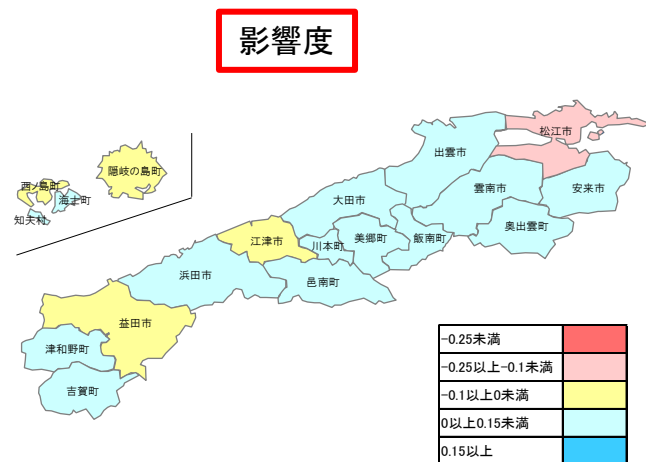 影響度
松江市
出雲市
隠岐の島町
西ノ島町
海士町
知夫村
雲南市
安来市
大田市
奥出雲町
飯南町
美郷町
川本町
江津市
邑南町
浜田市
益田市
津和野町
吉賀町
-0.25未満
-0.25以上-0.1未満
-0.1以上0未満
0以上0.15未満
0.15以上